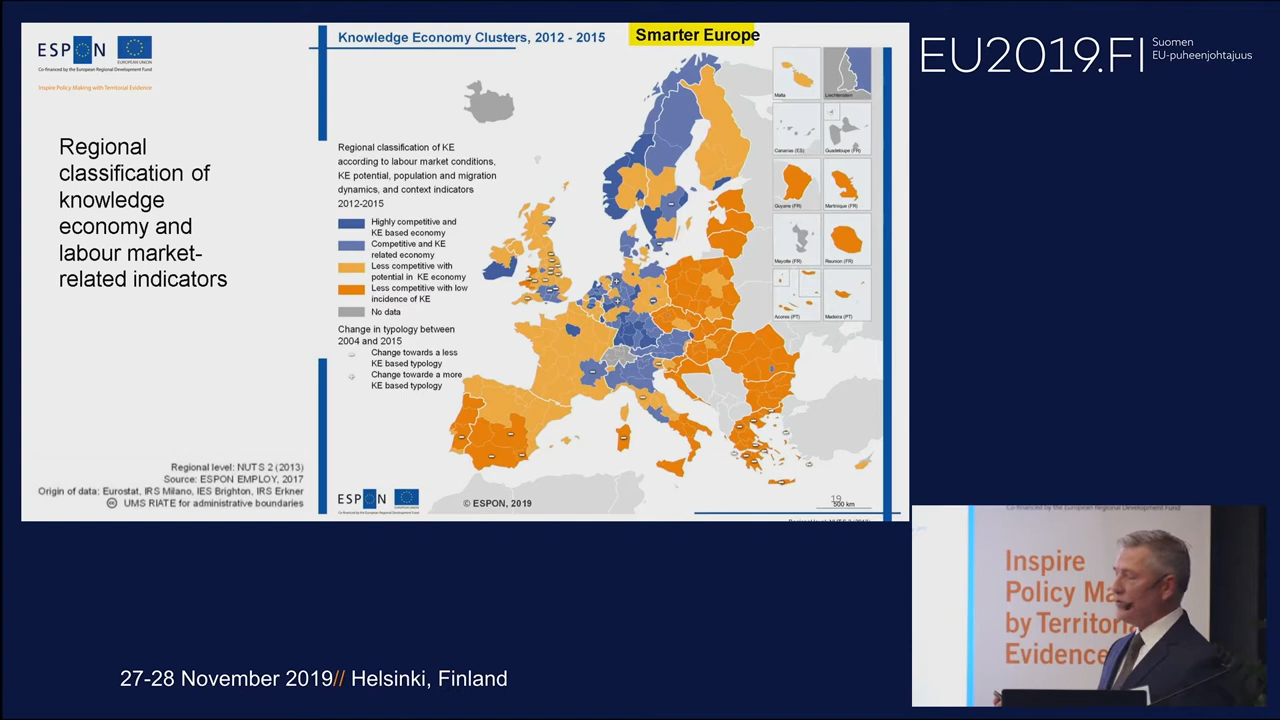 ESPON
EUROPEAN UNION
Co-financed by the European Regional Development Fund
Inspire Policy Making with Territorial Evidence
Regional
classification of
knowledge
economy and
labour market-
related indicators
Regional level: NUTS 2 (2013)
Source: ESPON EMPLOY, 2017
Origin of data: Eurostat, IRS Milano, IES Brighton, IRS Erkner
UMS RIATE for administrative boundaries
Knowledge Economy Clusters, 2012 - 2015
Smarter Europe
Regional classification of KE
according to labour market conditions,
KE potential, population and migration
dynamics, and context indicators
2012-2015
Highly competitive and
KE based economy
Competitive and KE
related economy
Less competitive with
potential in KE economy
Less competitive with low
incidence of KE
No data
Change in typology between
2004 and 2015
Change towards a less
KE based typology
Change towarde a more
KE based typology
Malta
Liechtenstein
Canarias (ES)
Guadeloupe (FR)
Guyane (FR)
Martinique (FR)
Mayotte (FR)
Reunion (FR)
Acores (PT)
Madeira (PT)
ESPON
© ESPON, 2019
19
500 km
EU2019.FI
Suomen
EU-puheenjohtajuus
Co-financed by the European Regional Development Fund
Inspire
Policy Ma
by Territori
Evidence
27-28 November 2019// Helsinki, Finland